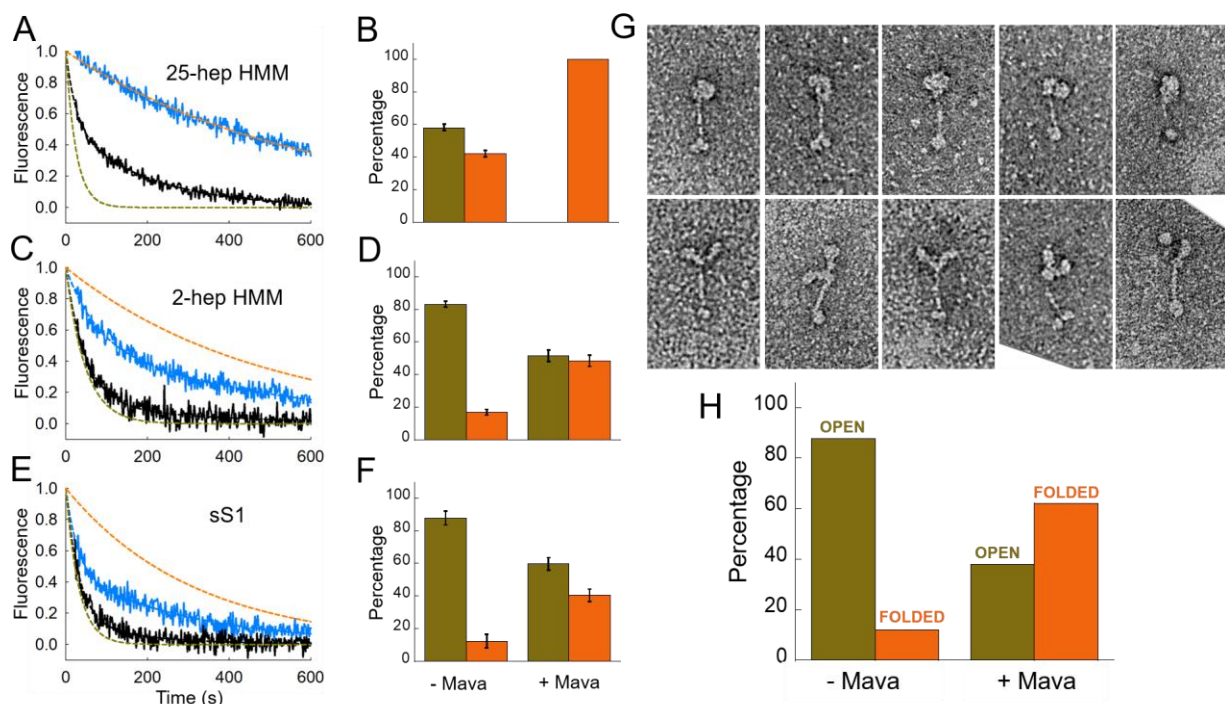 A
25-hep HMM
Fluorescence
1.0
0.8
0.6
0.4
0.2
0.0
0 200 400 600
B
Percentage
100
80
60
40
20
0
C
2-hep HMM
Fluorescence
1.0
0.8
0.6
0.4
0.2
0.0
0 200 400 600
D
Percentage
80
60
40
20
0
E
sS1
Fluorescence
1.0
0.8
0.6
0.4
0.2
0.0
0 200 400 600
Time (s)
F
Percentage
100
80
60
40
20
0
- Mava + Mava
G
H
Percentage
100
80
60
40
20
0
OPEN
FOLDED
OPEN
FOLDED
- Mava + Mava